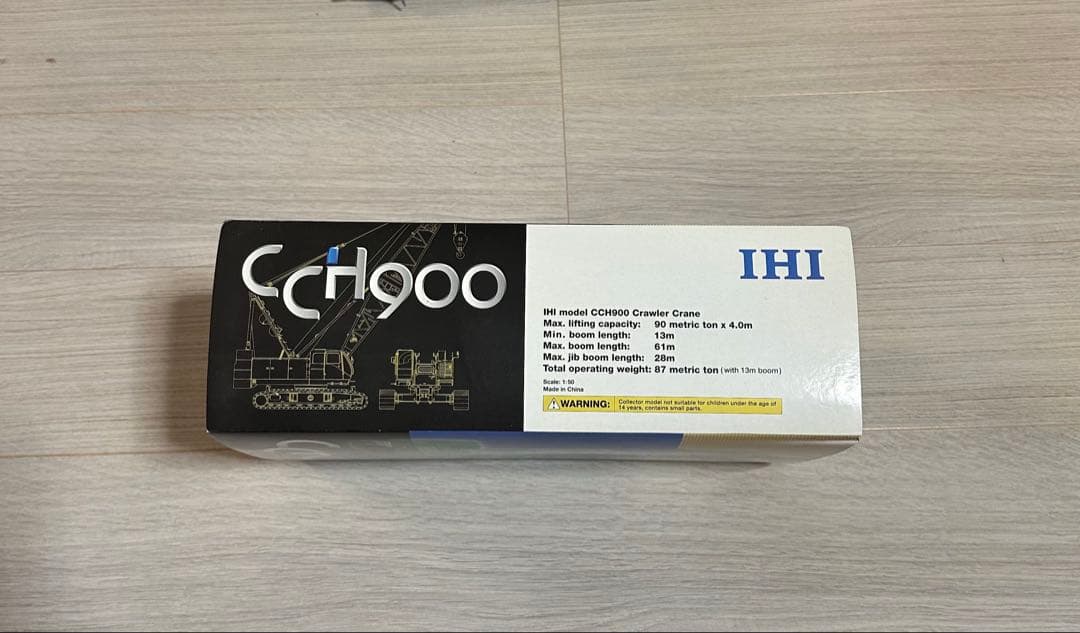 CCH900
IHI
IHI model CCH900 Crawler Crane
Max. lifting capacity: 90 metric ton x 4.0m
Min. boom length: 13m
Max. boom length: 61m
Max. jib boom length: 28m
Total operating weight: 87 metric ton (with 13m boom)
Scale: 1:50
Made in China
WARNING: Collector model not suitable for children under the age of
14 years, contains small parts.